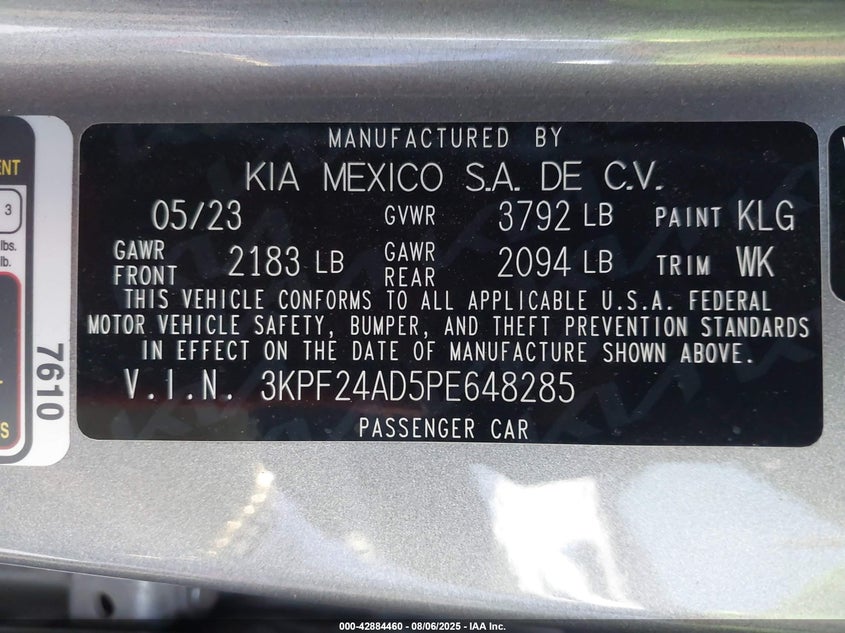 MANUFACTURED BY
KIA MEXICO S.A. DE C.V.
05/23 GVWR 3792 LB PAINT KLG
GAWR FRONT 2183 LB GAWR REAR 2094 LB TRIM WK
THIS VEHICLE CONFORMS TO ALL APPLICABLE U.S.A. FEDERAL
MOTOR VEHICLE SAFETY, BUMPER, AND THEFT PREVENTION STANDARDS
IN EFFECT ON THE DATE OF MANUFACTURE SHOWN ABOVE.
V.I.N. 3KPF24AD5PE648285
PASSENGER CAR
3
lbs.
lb.
7610
000-42884460 - 08/06/2025 - IAA Inc.